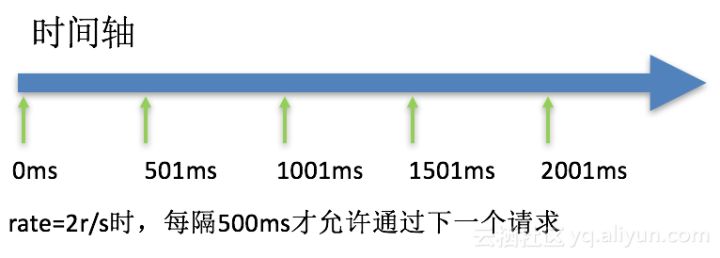 时间轴
0ms 501ms 1001ms 1501ms 2001ms
rate=2r/s时，每隔500ms才允许通过下一个请求
云栖社区 yq.aliyun.com